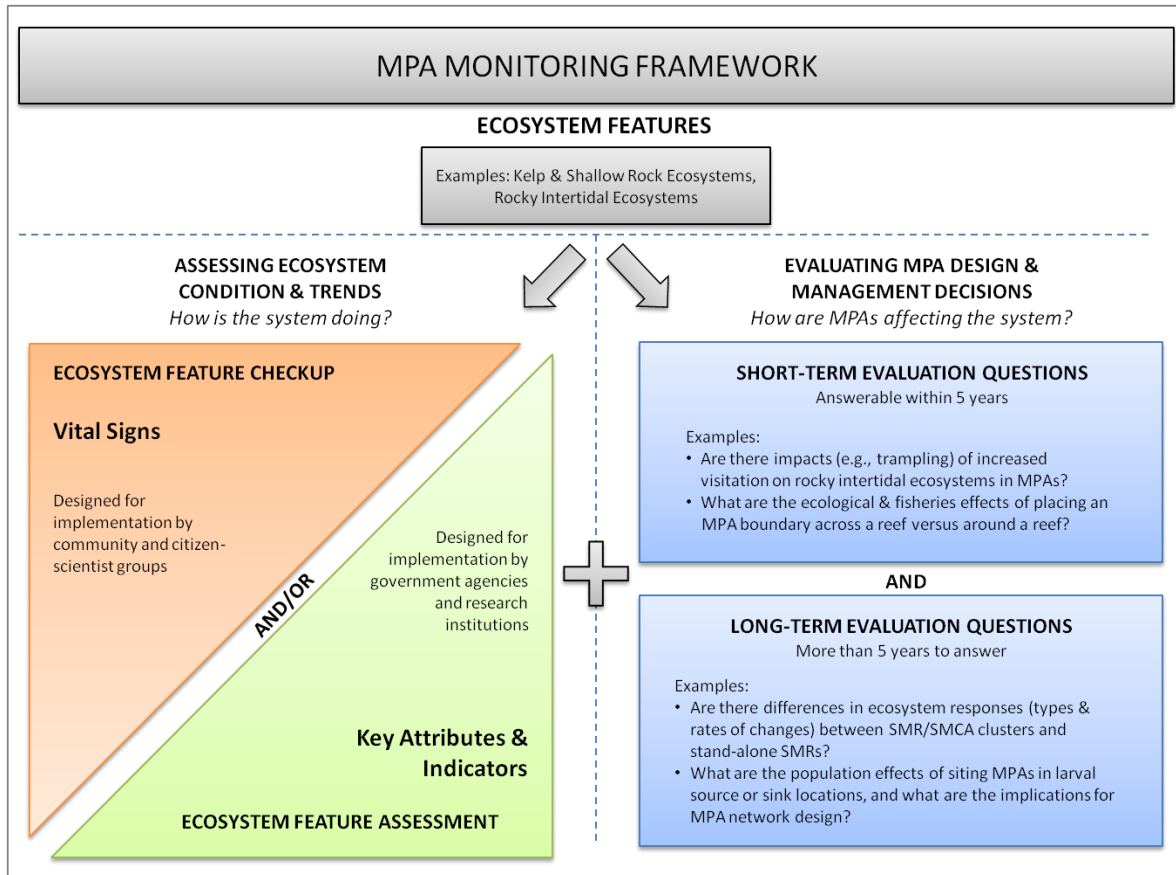 MPA MONITORING FRAMEWORK
ECOSYSTEM FEATURES
Examples: Kelp & Shallow Rock Ecosystems,
Rocky Intertidal Ecosystems
ASSESSING ECOSYSTEM
CONDITION & TRENDS
How is the system doing?
ECOSYSTEM FEATURE CHECKUP
Vital Signs
Designed for
implementation by
community and citizen-
scientist groups
AND/OR
Designed for
implementation by
government agencies
and research
institutions
Key Attributes &
Indicators
ECOSYSTEM FEATURE ASSESSMENT
EVALUATING MPA DESIGN &
MANAGEMENT DECISIONS
How are MPAs affecting the system?
SHORT-TERM EVALUATION QUESTIONS
Answerable within 5 years
Examples:
• Are there impacts (e.g., trampling) of increased
visitation on rocky intertidal ecosystems in MPAs?
• What are the ecological & fisheries effects of placing an
MPA boundary across a reef versus around a reef?
AND
LONG-TERM EVALUATION QUESTIONS
More than 5 years to answer
Examples:
• Are there differences in ecosystem responses (types &
rates of changes) between SMR/SMCA clusters and
stand-alone SMRs?
• What are the population effects of siting MPAs in larval
source or sink locations, and what are the implications for
MPA network design?